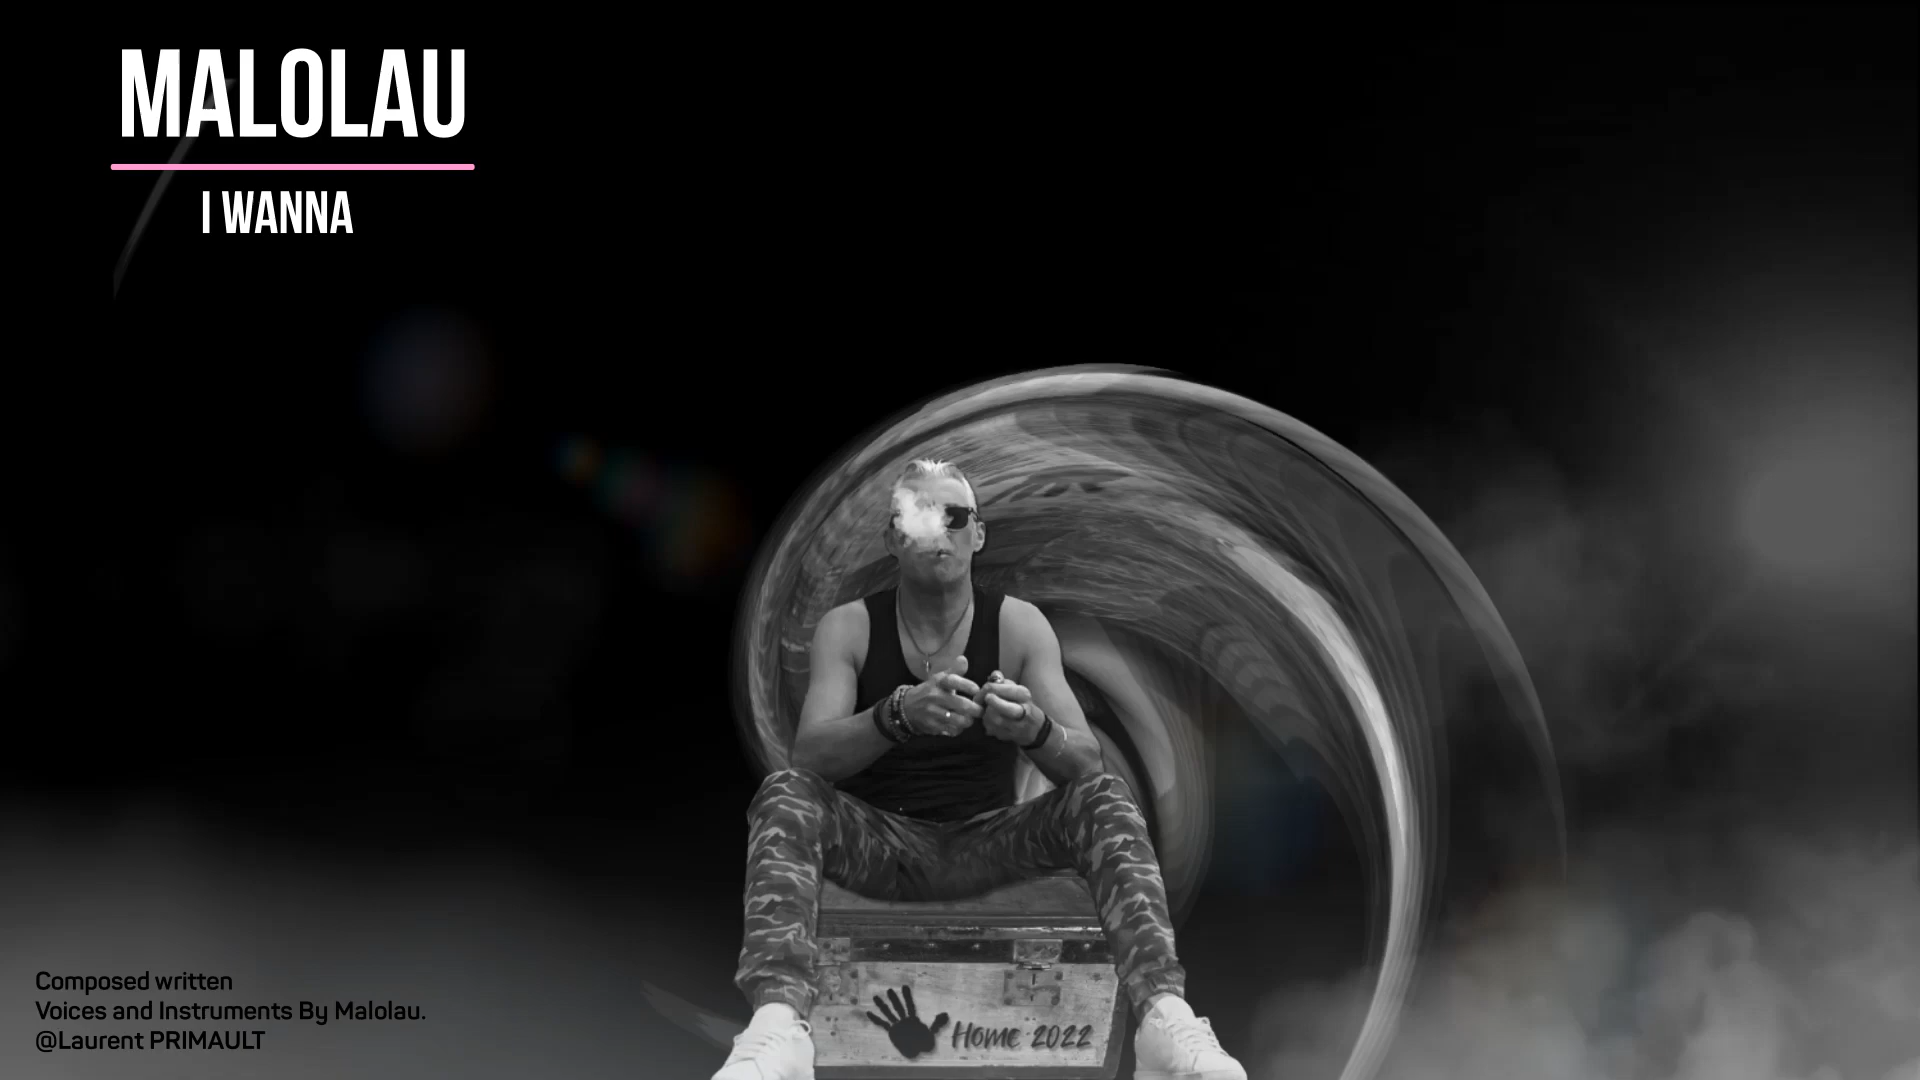 MALOLAU
I WANNA
Composed written
Voices and Instruments By Malolau.
@Laurent PRIMAULT
Home 2022